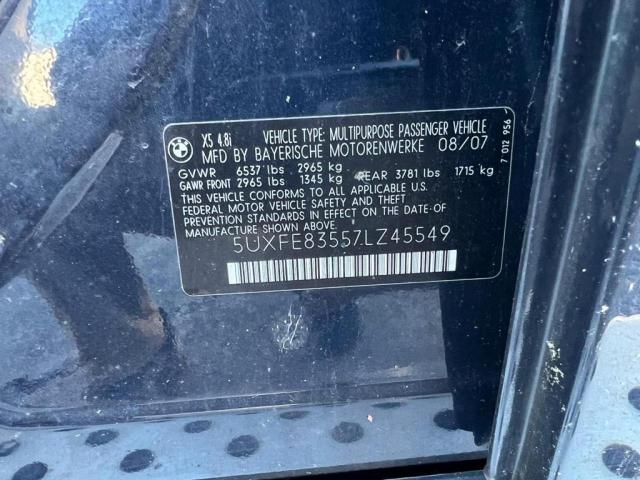 X5 4.8i VEHICLE TYPE: MULTIPURPOSE PASSENGER VEHICLE
MFD BY BAYERISCHE MOTORENWERKE 08/07
GVWR 6537 lbs 2965 kg
GAWR FRONT 2965 lbs 1345 kg REAR 3781 lbs 1715 kg
THIS VEHICLE CONFORMS TO ALL APPLICABLE U.S.
FEDERAL MOTOR VEHICLE SAFETY AND THEFT
PREVENTION STANDARDS IN EFFECT ON THE DATE OF
MANUFACTURE SHOWN ABOVE.
5UXFE83557LZ45549
7 012 956